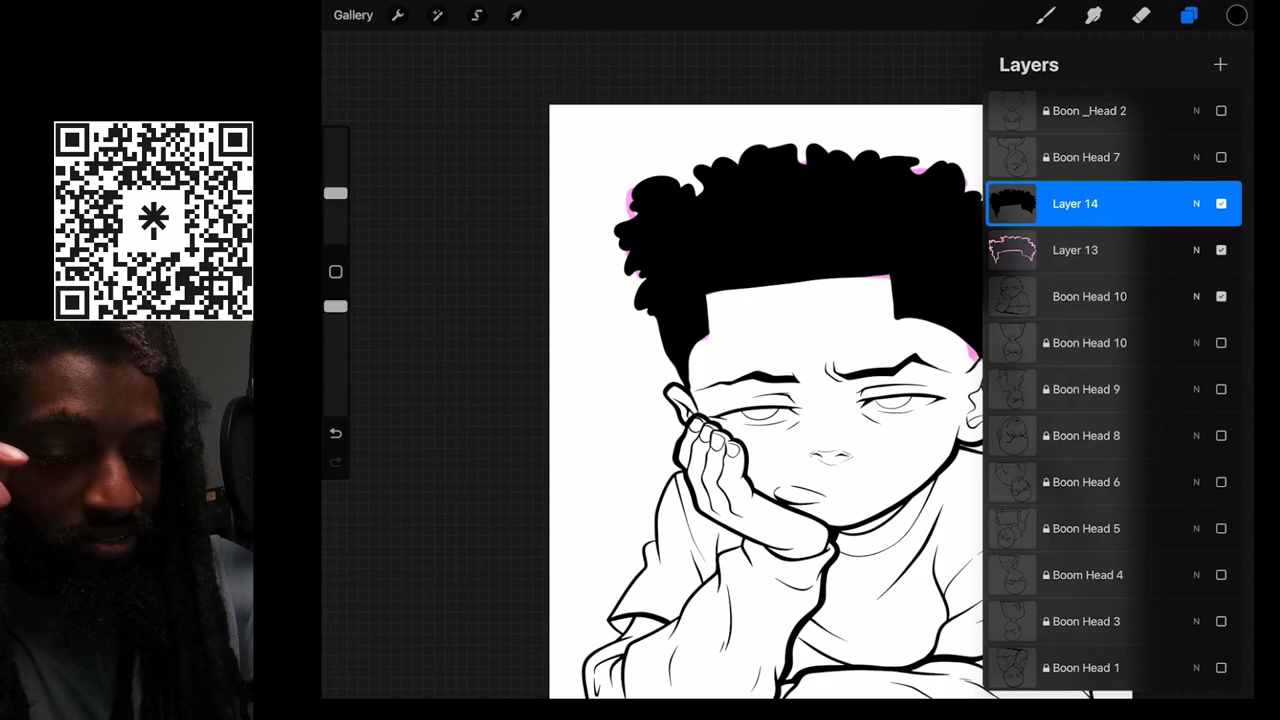 Gallery
Layers
Boon _Head 2 N
Boon Head 7 N
Layer 14 N
Layer 13 N
Boon Head 10 N
Boon Head 10 N
Boon Head 9 N
Boon Head 8 N
Boon Head 6 N
Boon Head 5 N
Boom Head 4 N
Boon Head 3 N
Boon Head 1 N